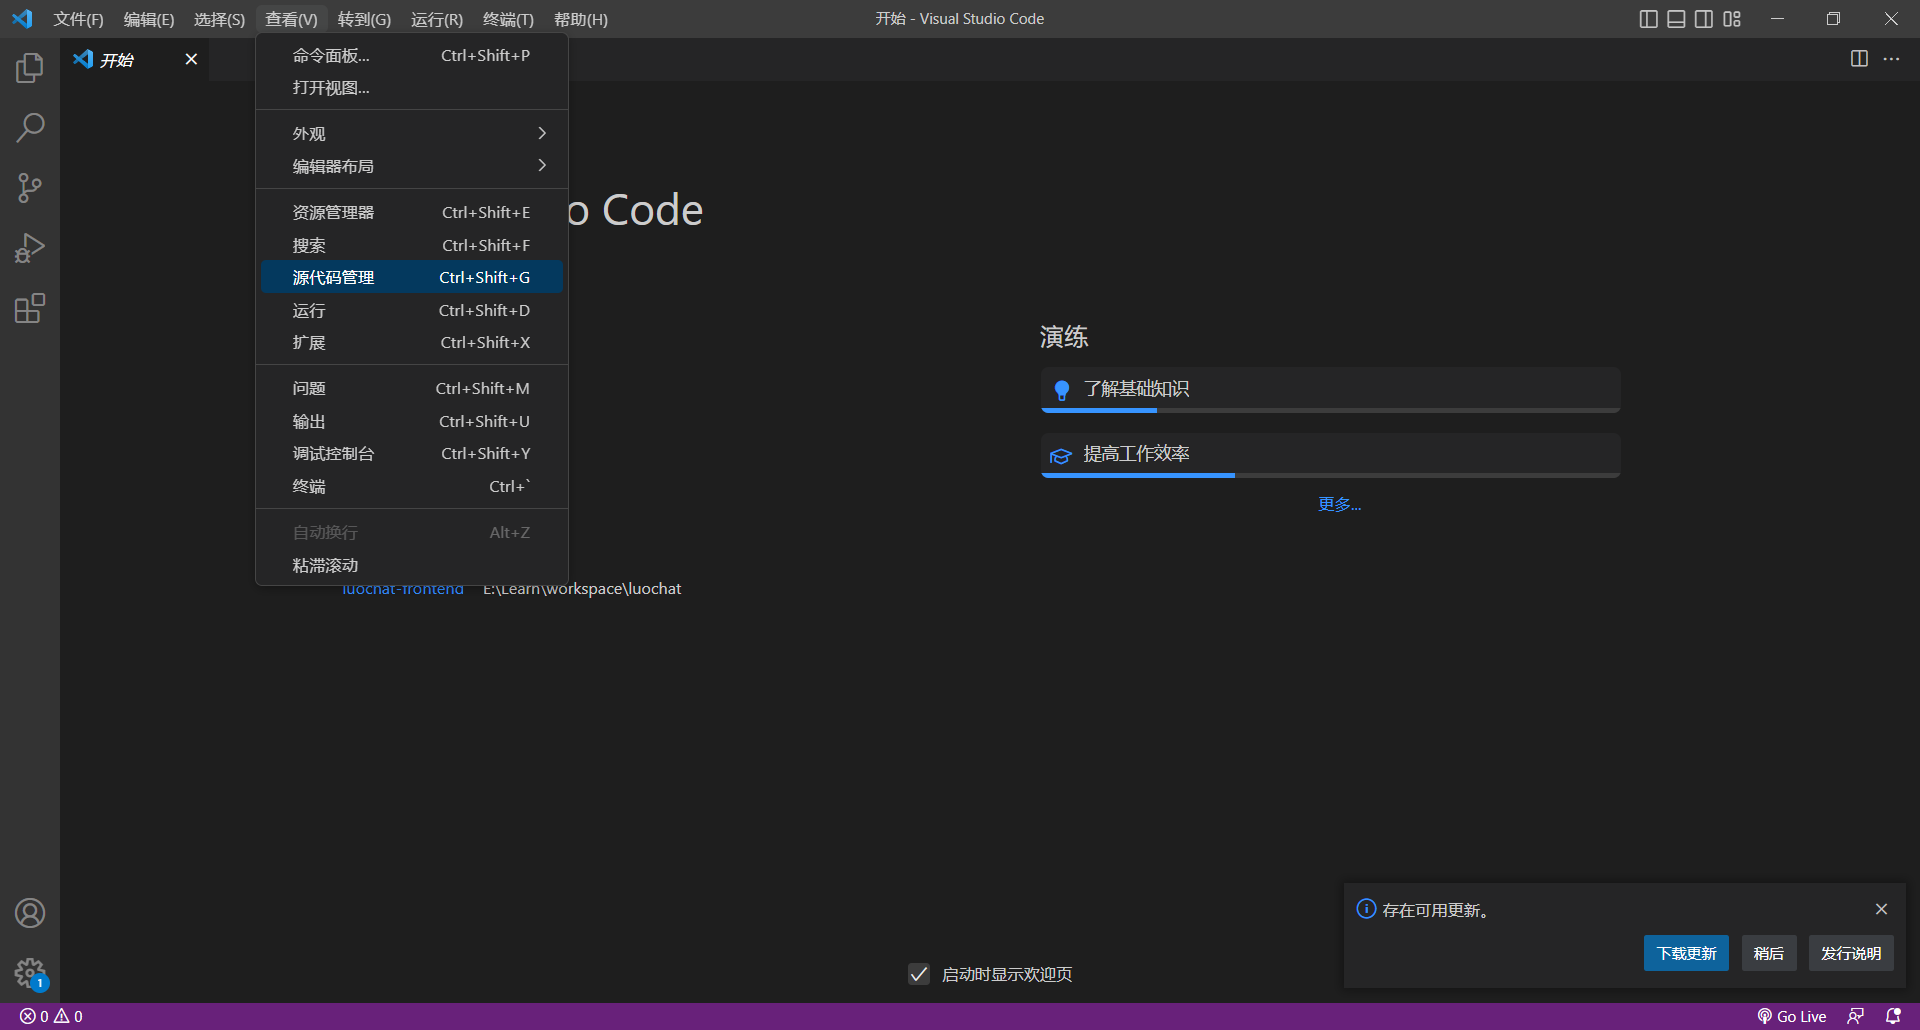 文件(F) 编辑(E) 选择(S) 查看(V) 转到(G) 运行(R) 终端(T) 帮助(H) 开始 - Visual Studio Code
开始
命令面板... Ctrl+Shift+P
打开视图...
外观
编辑器布局
资源管理器 Ctrl+Shift+E
搜索 Ctrl+Shift+F
源代码管理 Ctrl+Shift+G
运行 Ctrl+Shift+D
扩展 Ctrl+Shift+X
问题 Ctrl+Shift+M
输出 Ctrl+Shift+U
调试控制台 Ctrl+Shift+Y
终端 Ctrl+`
自动换行 Alt+Z
粘滞滚动
o Code
luochat-frontend E:\Learn\workspace\luochat
演练
了解基础知识
提高工作效率
更多...
启动时显示欢迎页
存在可用更新。
下载更新 稍后 发行说明
1
0 0 Go Live